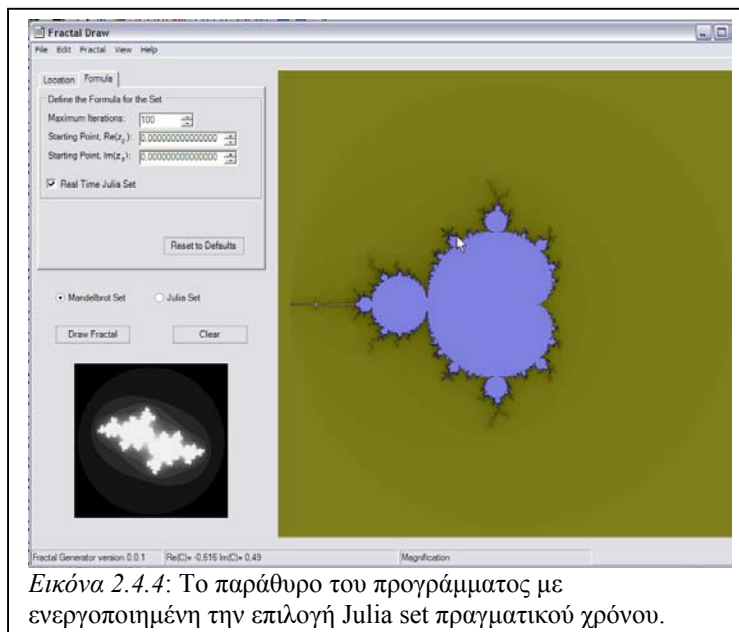 Fractal Draw
File Edit Fractal View Help
Location Formula
Define the Formula for the Set
Maximum Iterations: 100
Starting Point, Re(z₀): 0.000000000000000
Starting Point, Im(z₀): 0.000000000000000
Real Time Julia Set
Reset to Defaults
Mandelbrot Set Julia Set
Draw Fractal Clear
Fractal Generator version 0.0.1 Re(C)= -0.616 Im(C)= 0.49 Magnification
Εικόνα 2.4.4: Το παράθυρο του προγράμματος με
ενεργοποιημένη την επιλογή Julia set πραγματικού χρόνου.